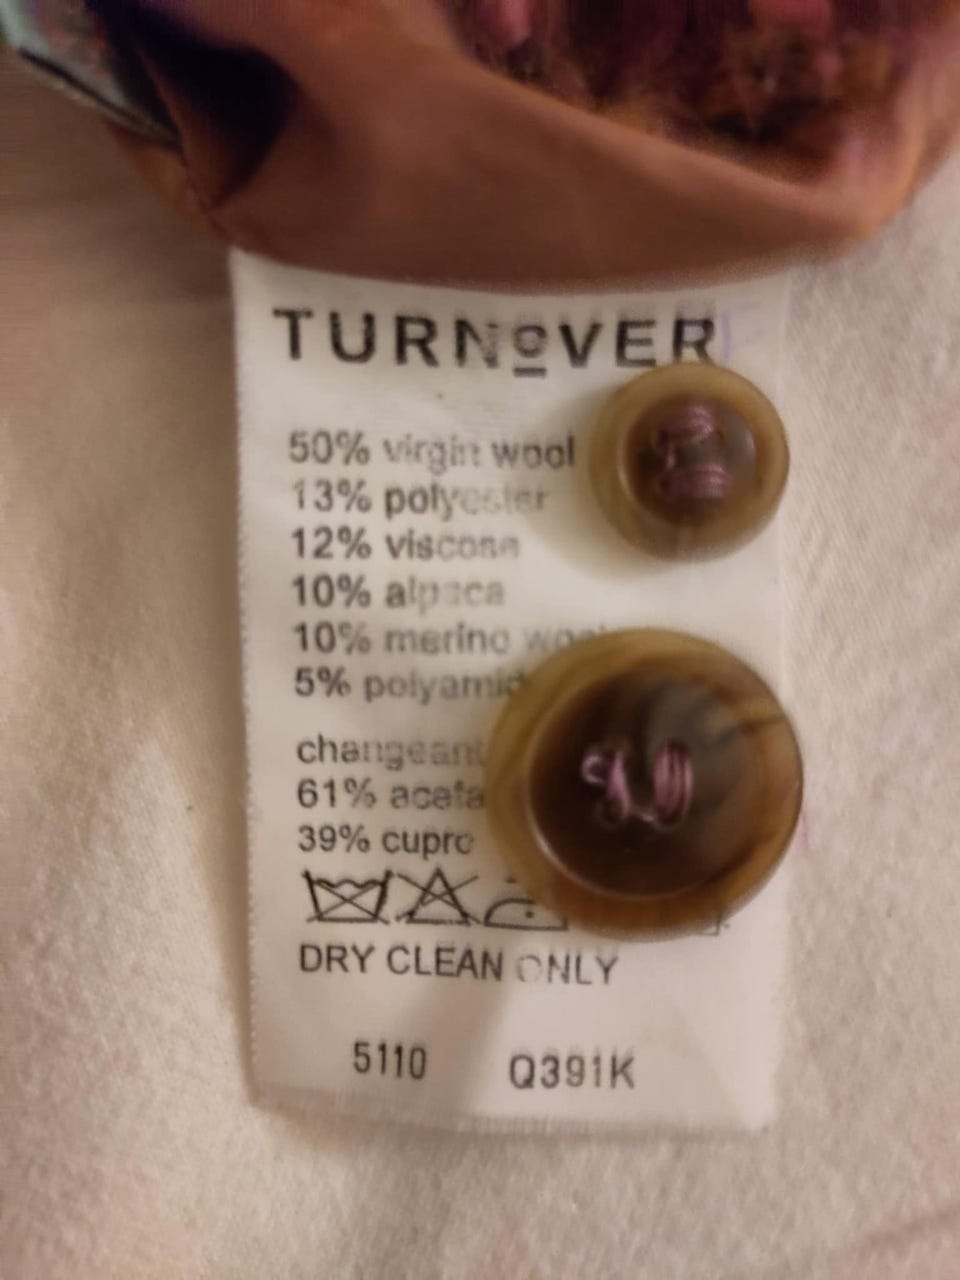 TURNOVER
50% virgin wool
13% polyester
12% viscose
10% alpaca
10% merino
5%
61%
39% cupro
DRY CLEAN ONLY
5110 Q391K